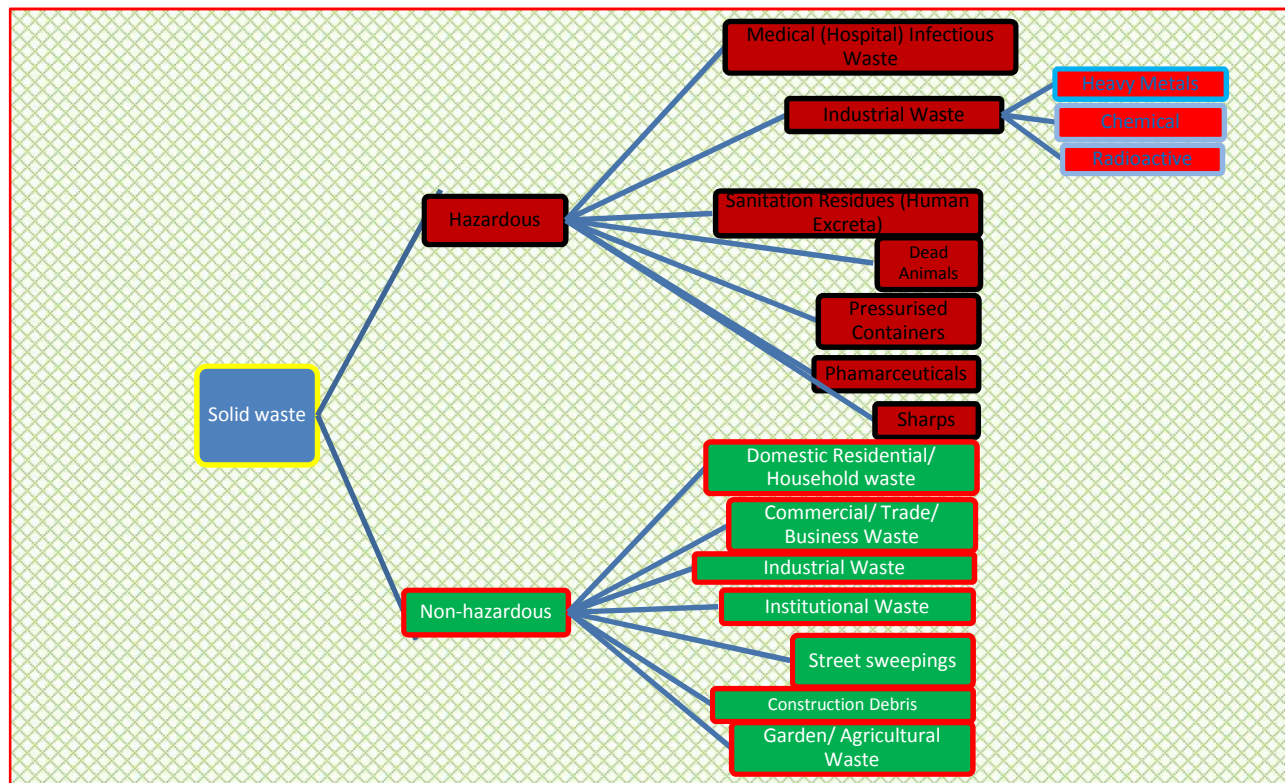 Medical (Hospital) Infectious
Waste
Heavy Metals
Industrial Waste
Chemical
Radioactive
Sanitation Residues (Human
Excreta)
Hazardous
Dead
Animals
Pressurised
Containers
Phamarceuticals
Solid waste
Sharps
Domestic Residential/
Household waste
Commercial/ Trade/
Business Waste
Industrial Waste
Non-hazardous
Institutional Waste
Street sweepings
Construction Debris
Garden/ Agricultural
Waste